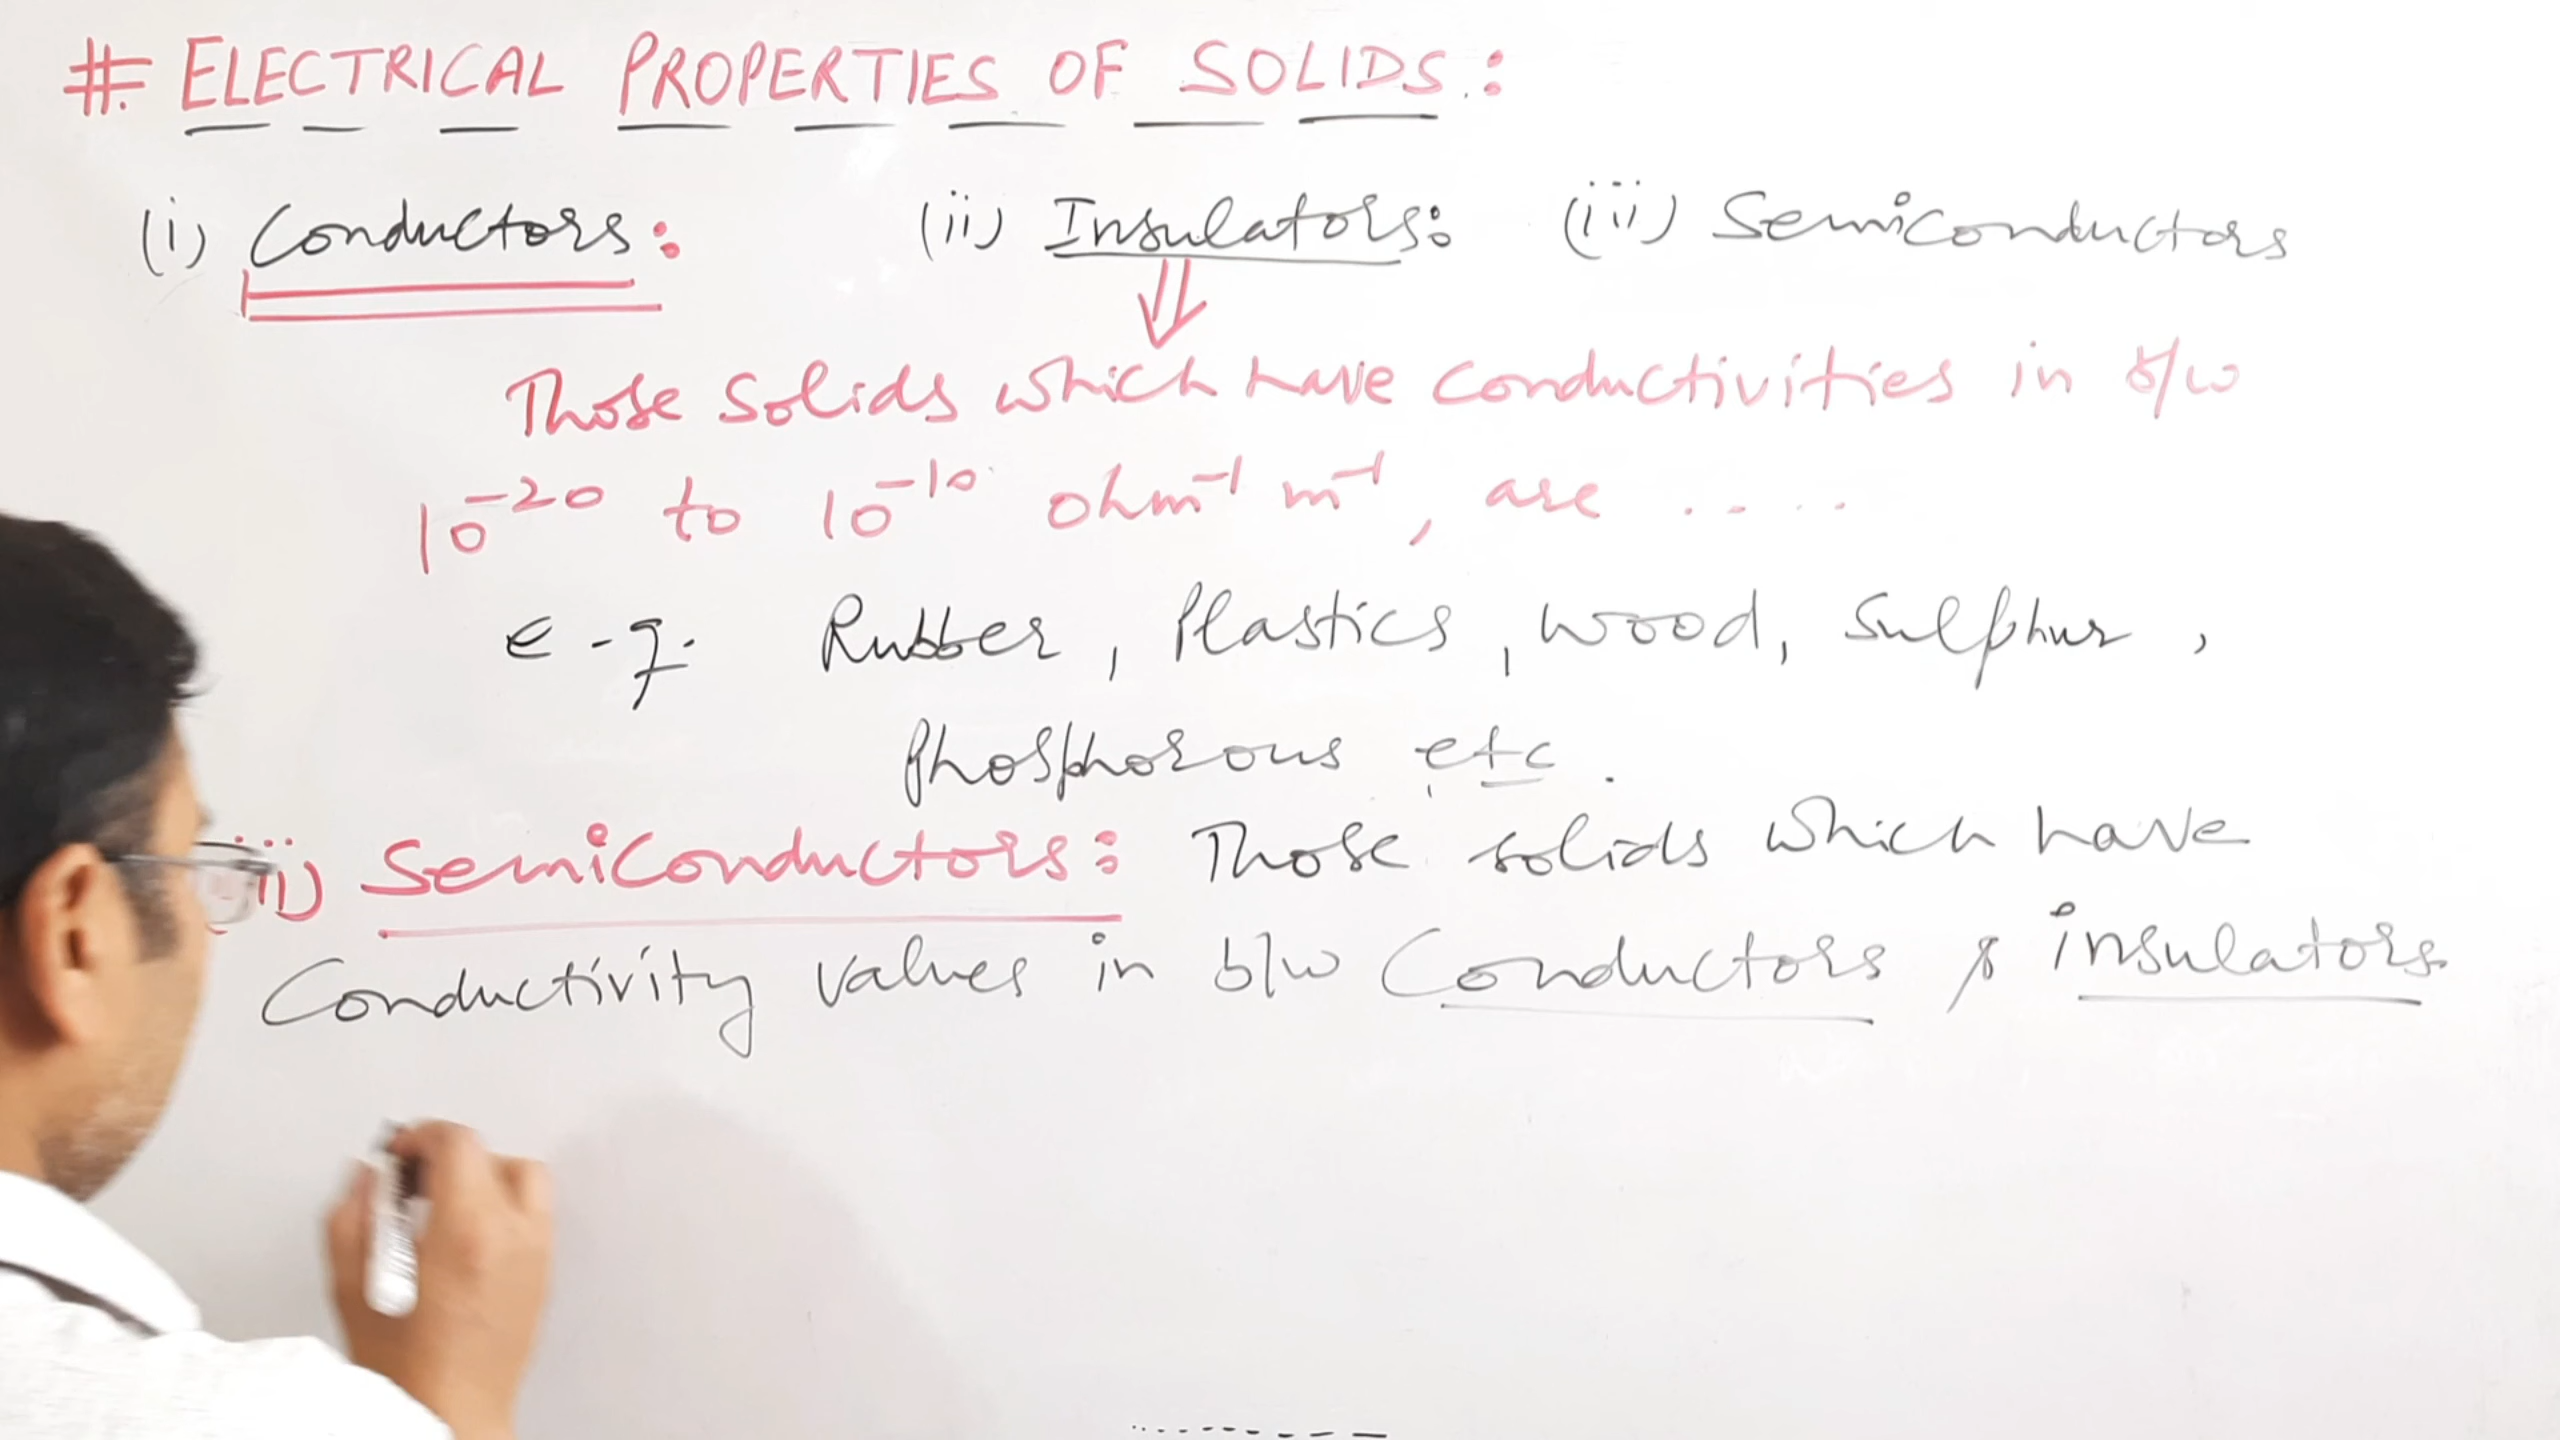 # ELECTRICAL PROPERTIES OF SOLIDS :
(i) Conductors : (ii) Insulators : (iii) Semiconductors
Those solids which have conductivities in b/w
10⁻²⁰ to 10⁻¹⁰ ohm⁻¹ m⁻¹, are ....
e.g. Rubber, Plastics, wood, Sulphur,
Phosphorous etc.
iii) Semiconductors : Those solids which have
Conductivity values in b/w Conductors & insulators.